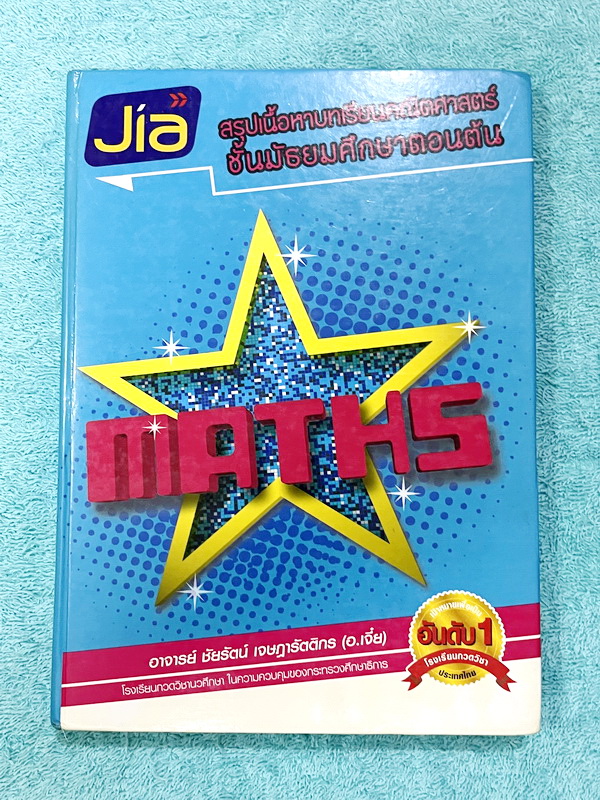 Jia
สรุปเนื้อหาบทเรียนคณิตศาสตร์
ชั้นมัธยมศึกษาตอนต้น
MATHS
อาจารย์ ชัยรัตน์ เจษฎารัตติกร (อ.เจี๋ย)
โรงเรียนกวดวิชานวศึกษา ในความควบคุมของกระทรวงศึกษาธิการ
อันดับ 1
โรงเรียนกวดวิชา
ประเทศไทย